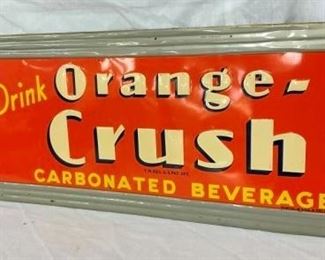 Drink
Orange-
Crush
CARBONATED BEVERAGE